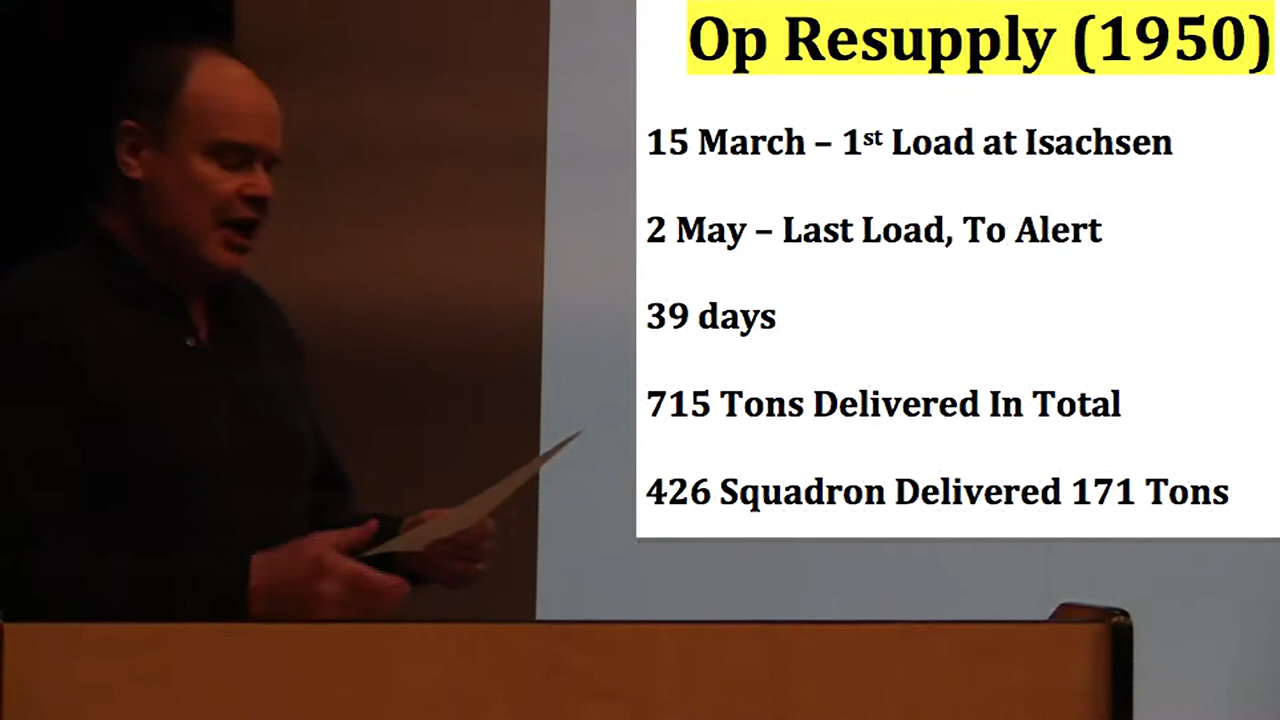 Op Resupply (1950)
15 March – 1st Load at Isachsen
2 May – Last Load, To Alert
39 days
715 Tons Delivered In Total
426 Squadron Delivered 171 Tons